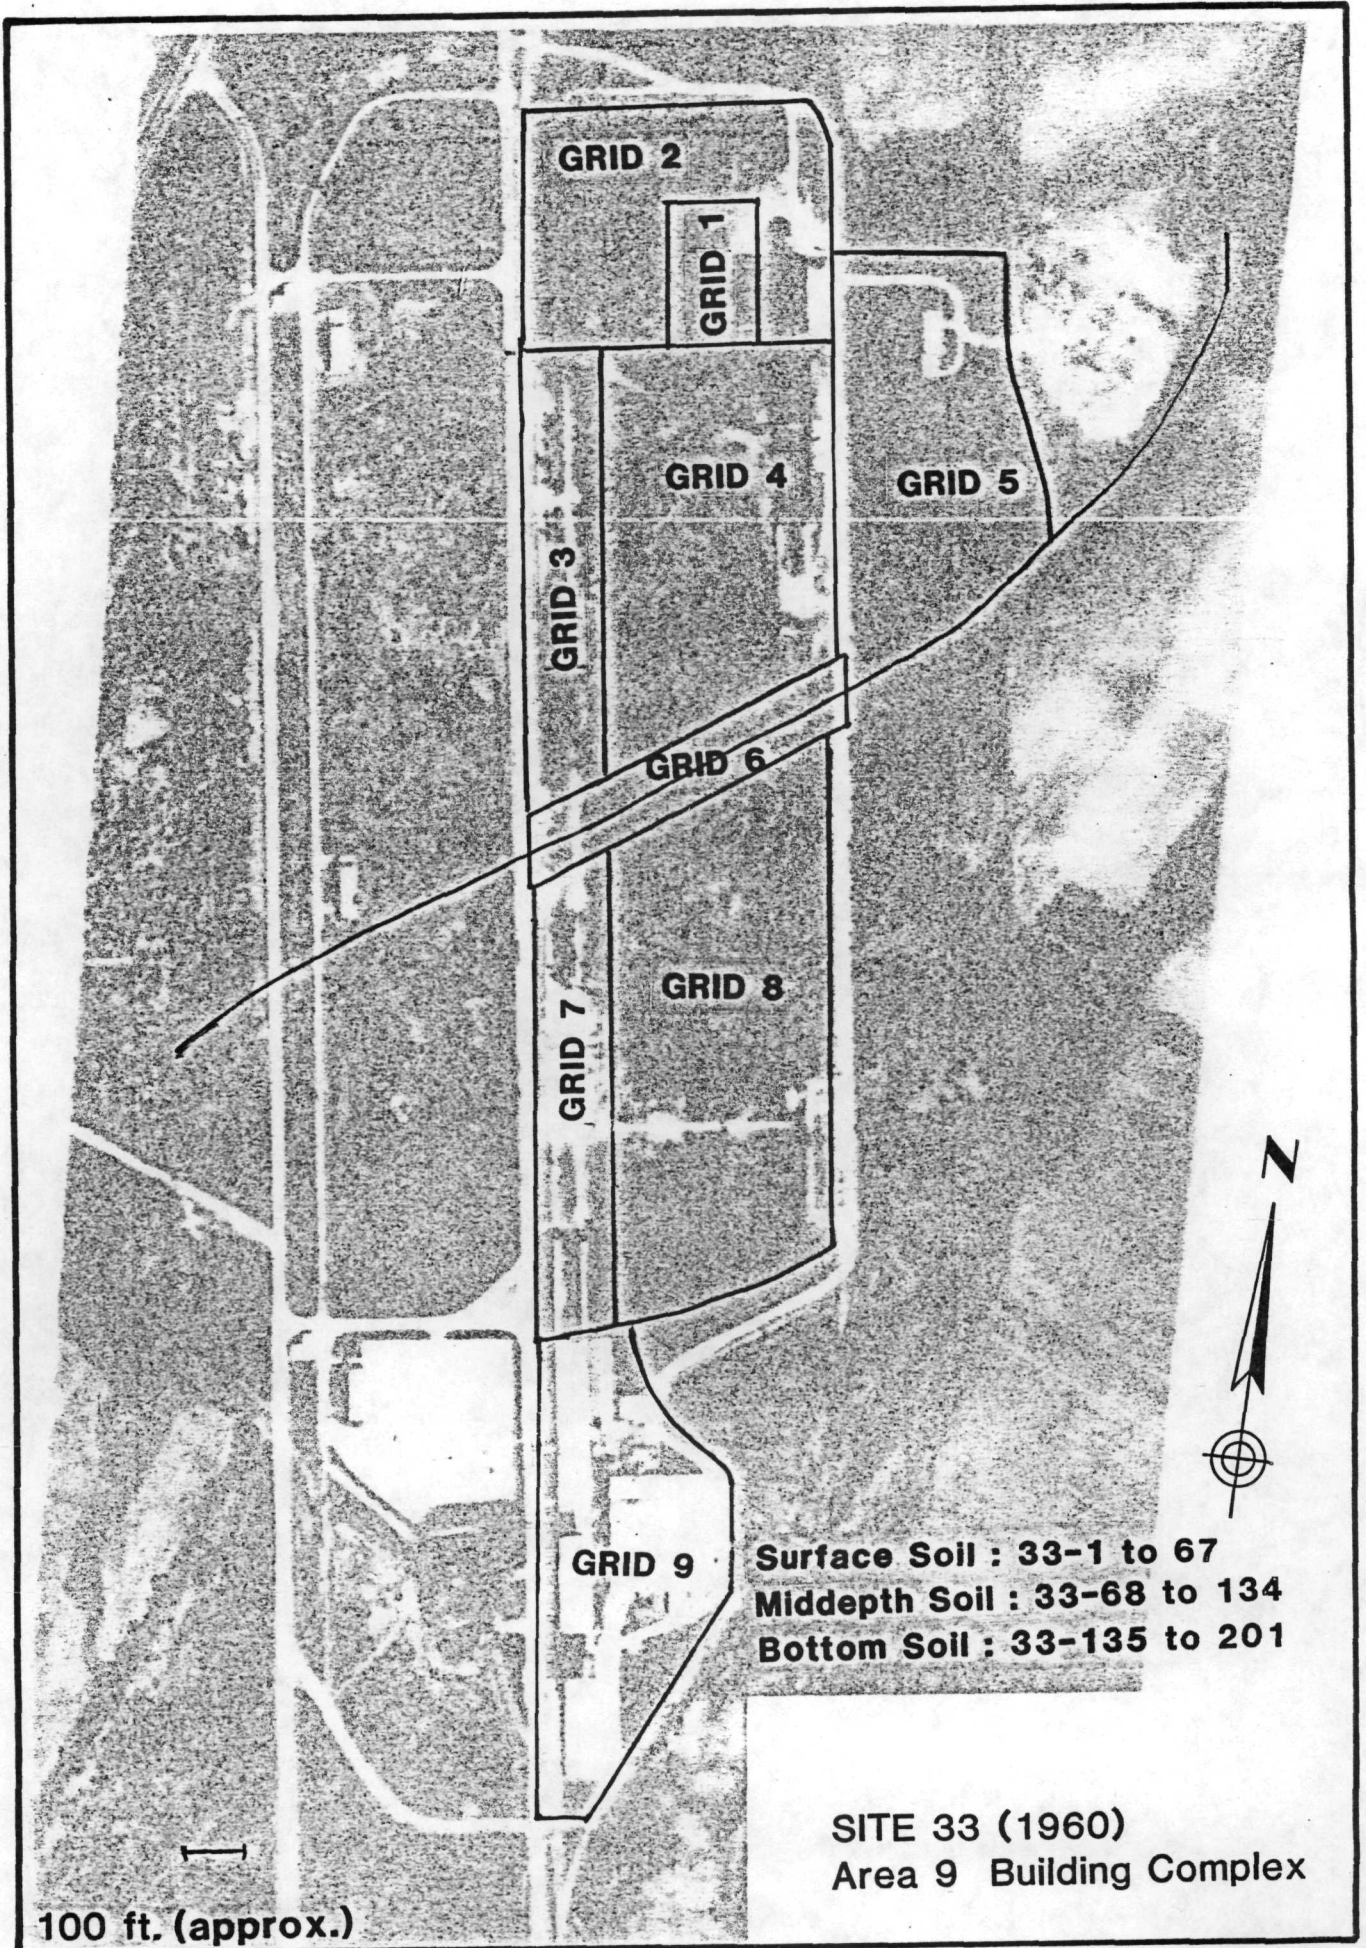 GRID 2
GRID 1
GRID 4
GRID 5
GRID 3
GRID 6
GRID 8
GRID 7
N
GRID 9
Surface Soil : 33-1 to 67
Middepth Soil : 33-68 to 134
Bottom Soil : 33-135 to 201
SITE 33 (1960)
Area 9 Building Complex
100 ft. (approx.)